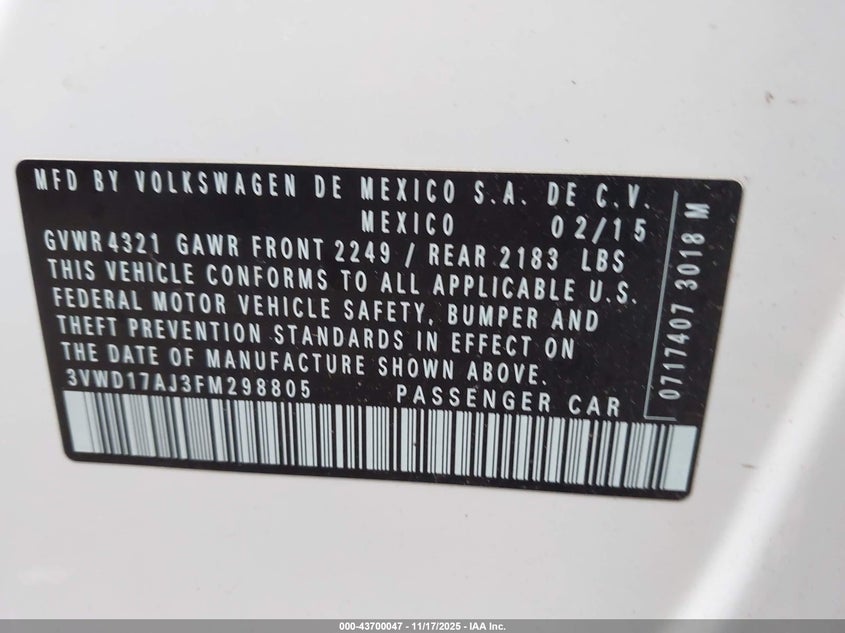 MFD BY VOLKSWAGEN DE MEXICO S.A. DE C.V.
MEXICO 02/15
GVWR 4321 GAWR FRONT 2249 / REAR 2183 LBS
THIS VEHICLE CONFORMS TO ALL APPLICABLE U.S.
FEDERAL MOTOR VEHICLE SAFETY, BUMPER AND
THEFT PREVENTION STANDARDS IN EFFECT ON
THE DATE OF MANUFACTURE SHOWN ABOVE.
3VWD17AJ3FM298805 PASSENGER CAR
0717407 3018 M
000-43700047 - 11/17/2025 - IAA Inc.